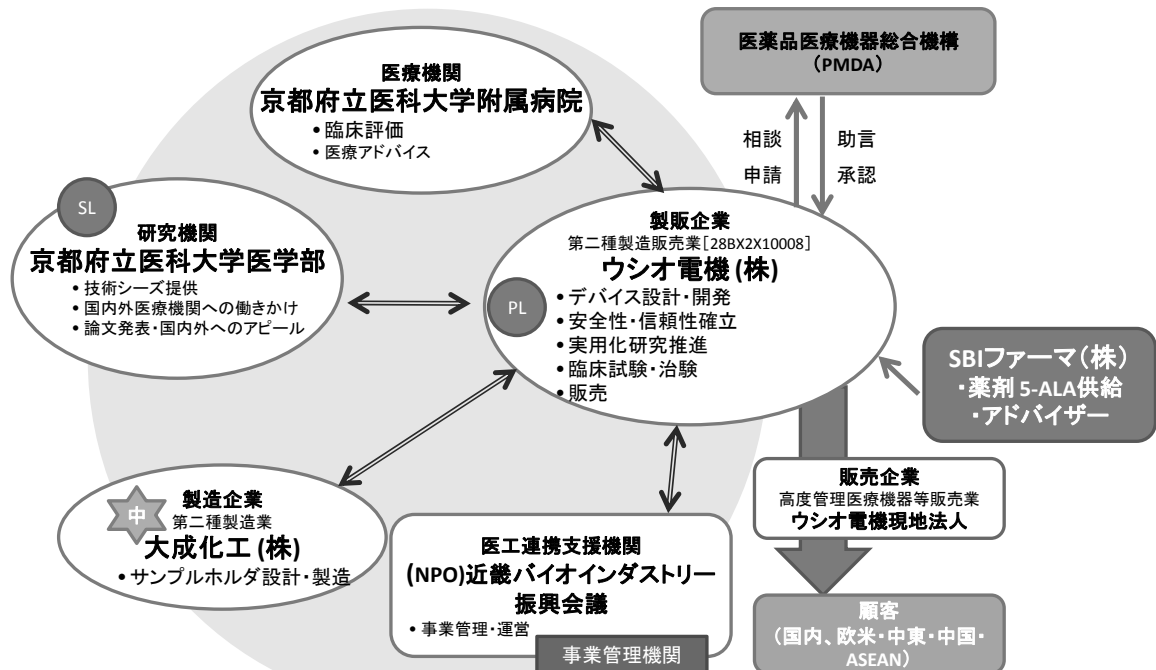 医薬品医療機器総合機構
（PMDA）
相談
助言
申請
承認
医療機関
京都府立医科大学附属病院
•臨床評価
•医療アドバイス
SL
研究機関
京都府立医科大学医学部
•技術シーズ提供
•国内外医療機関への働きかけ
•論文発表・国内外へのアピール
製販企業
第二種製造販売業[28BX2X10008]
ウシオ電機(株)
PL
•デバイス設計・開発
•安全性・信頼性確立
•実用化研究推進
•臨床試験・治験
•販売
SBIファーマ（株）
・薬剤 5-ALA供給
・アドバイザー
販売企業
高度管理医療機器等販売業
ウシオ電機現地法人
中
製造企業
第二種製造業
大成化工(株)
•サンプルホルダ設計・製造
医工連携支援機関
(NPO)近畿バイオインダストリー
振興会議
•事業管理・運営
事業管理機関
顧客
（国内、欧米・中東・中国・
ASEAN）